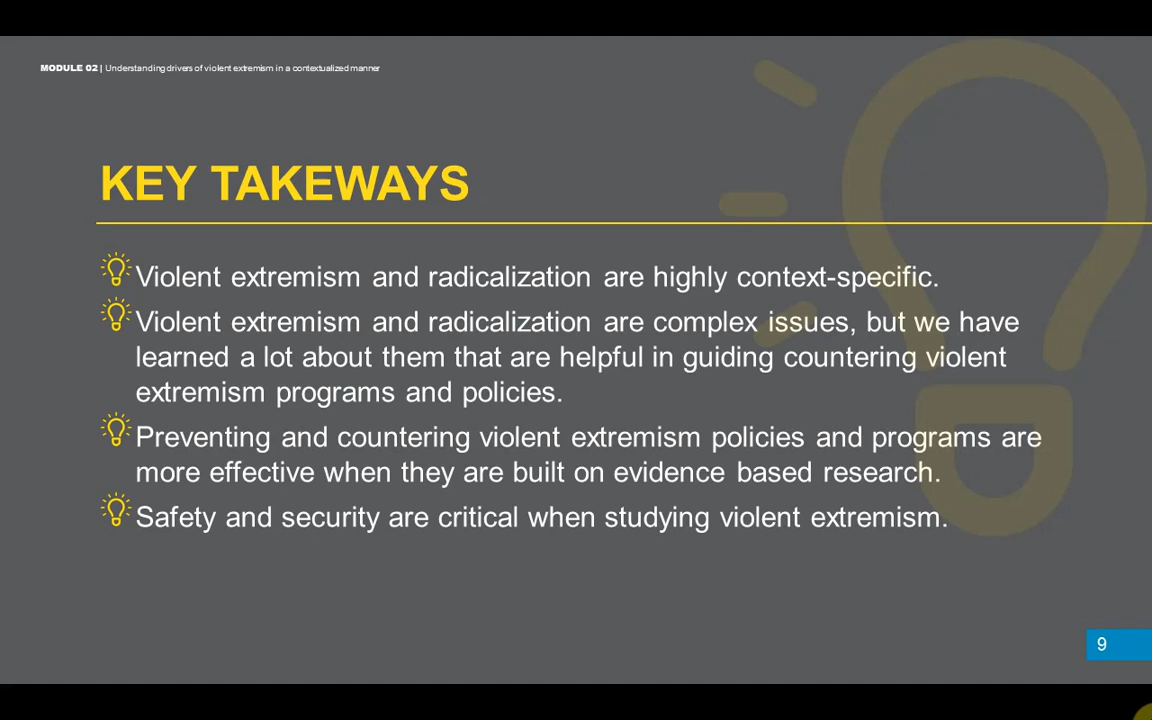 MODULE 02 | Understanding drivers of violent extremism in a contextualized manner
KEY TAKEWAYS
Violent extremism and radicalization are highly context-specific.
Violent extremism and radicalization are complex issues, but we have
learned a lot about them that are helpful in guiding countering violent
extremism programs and policies.
Preventing and countering violent extremism policies and programs are
more effective when they are built on evidence based research.
Safety and security are critical when studying violent extremism.
9